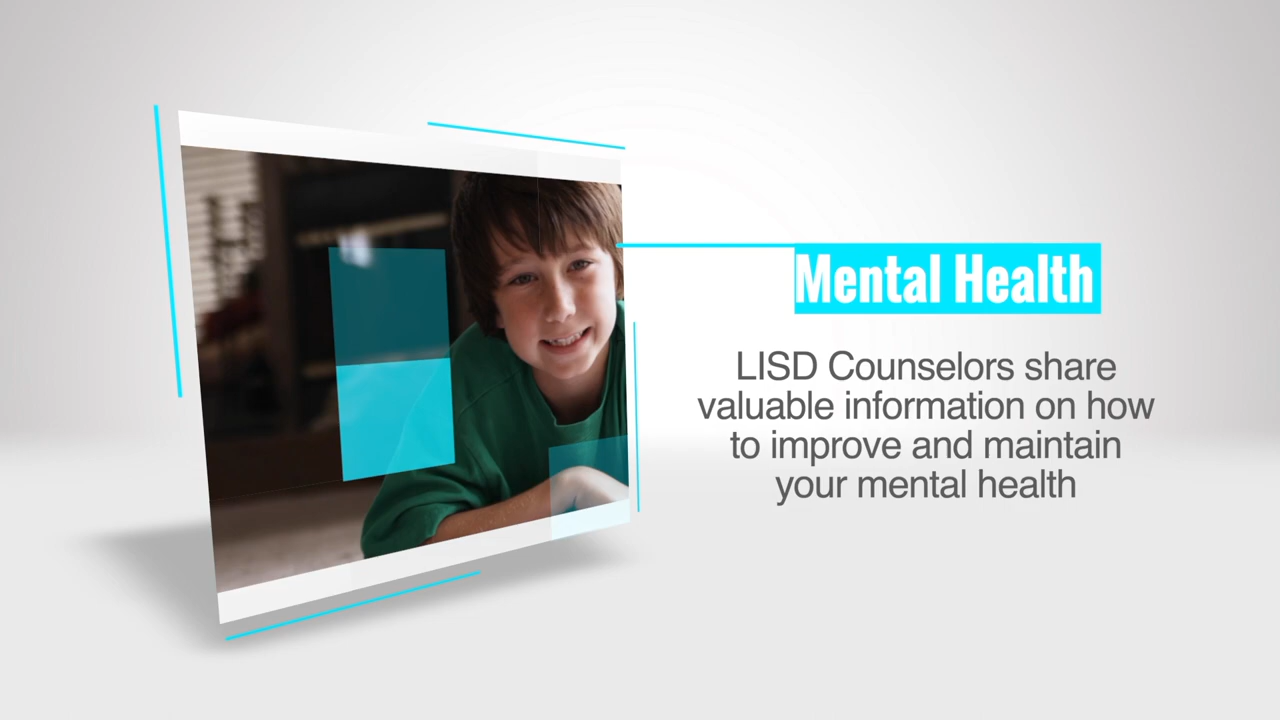 Mental Health
LISD Counselors share
valuable information on how
to improve and maintain
your mental health